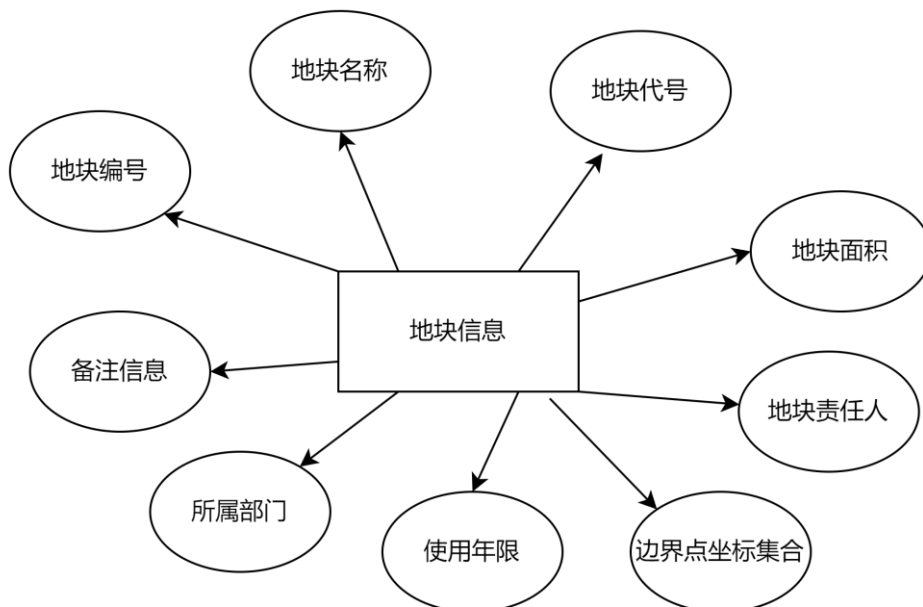 地块名称
地块代号
地块编号
地块面积
地块信息
备注信息
地块责任人
所属部门
使用年限
边界点坐标集合